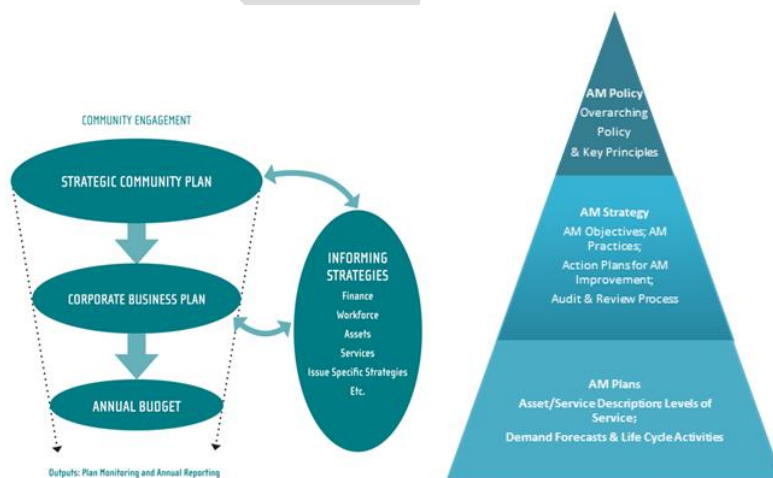 COMMUNITY ENGAGEMENT
STRATEGIC COMMUNITY PLAN
CORPORATE BUSINESS PLAN
ANNUAL BUDGET
Outputs: Plan Monitoring and Annual Reporting
INFORMING
STRATEGIES
Finance
Workforce
Assets
Services
Issue Specific Strategies
Etc.
AM Policy
Overarching
Policy
& Key Principles
AM Strategy
AM Objectives; AM
Practices;
Action Plans for AM
Improvement;
Audit & Review Process
AM Plans
Asset/Service Description; Levels of
Service;
Demand Forecasts & Life Cycle Activities